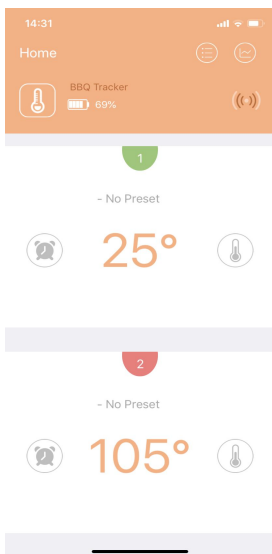 14:31
Home
BBQ Tracker
69%
1
- No Preset
25°
2
- No Preset
105°